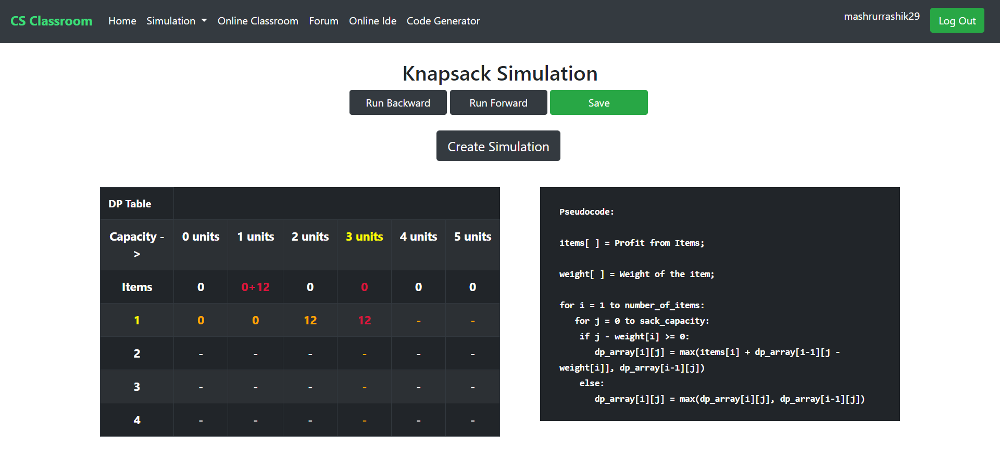 CS Classroom Home Simulation Online Classroom Forum Online Ide Code Generator mashrurrashik29 Log Out
Knapsack Simulation
Run Backward Run Forward Save
Create Simulation
DP Table
Capacity - 0 units 1 units 2 units 3 units 4 units 5 units
>
Items 0 0+12 0 0 0 0
1 0 0 12 12 - -
2 - - - - - -
3 - - - - - -
4 - - - - - -
Pseudocode:
items[ ] = Profit from Items;
weight[ ] = Weight of the item;
for i = 1 to number_of_items:
for j = 0 to sack_capacity:
if j - weight[i] >= 0:
dp_array[i][j] = max(items[i] + dp_array[i-1][j -
weight[i]], dp_array[i-1][j])
else:
dp_array[i][j] = max(dp_array[i][j], dp_array[i-1][j])